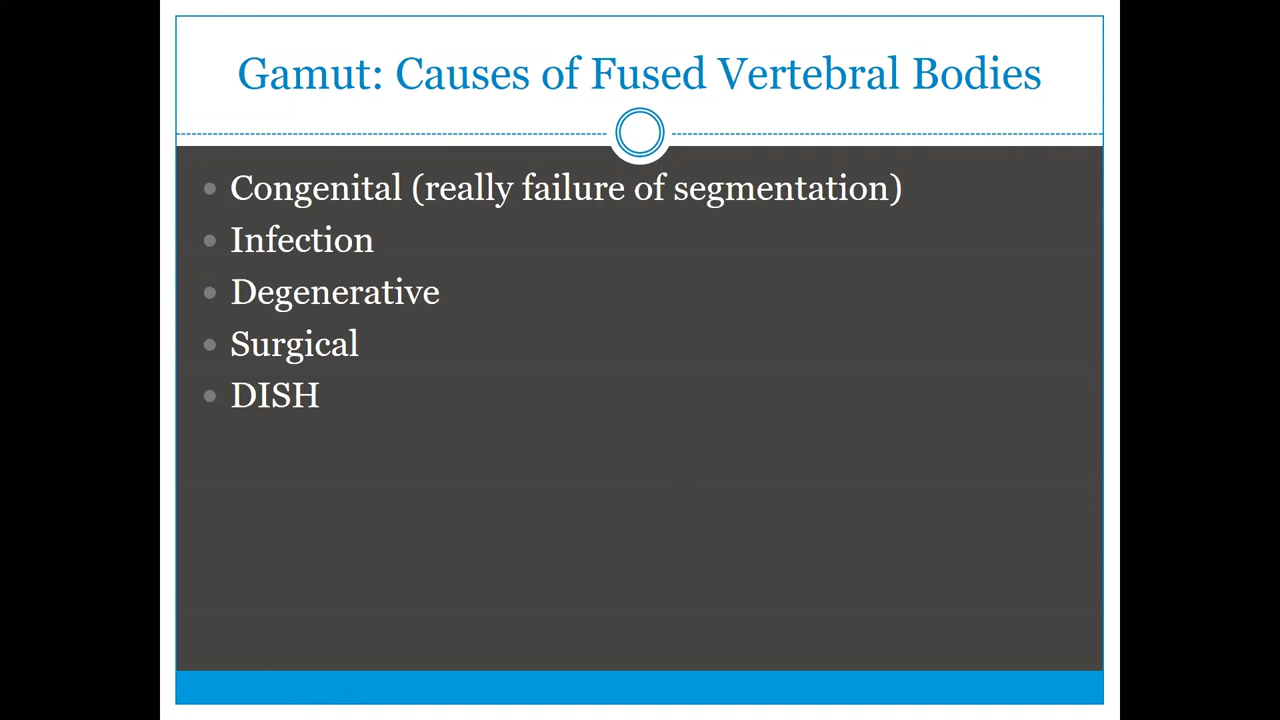 Gamut: Causes of Fused Vertebral Bodies
Congenital (really failure of segmentation)
Infection
Degenerative
Surgical
DISH